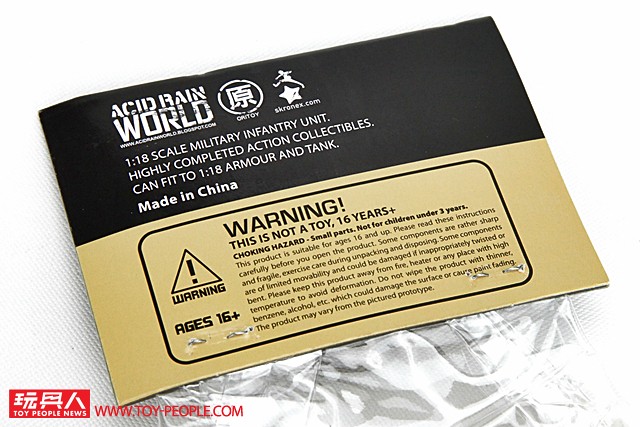 ACID RAIN
WORLD
WWW.ACIDRAINWORLD.BLOGSPOT.COM
原
ORITOY
skronex.com
1:18 SCALE MILITARY INFANTRY UNIT.
HIGHLY COMPLETED ACTION COLLECTIBLES.
CAN FIT TO 1:18 ARMOUR AND TANK.
Made in China
WARNING
AGES 16+
WARNING!
THIS IS NOT A TOY, 16 YEARS+
CHOKING HAZARD - Small parts. Not for children under 3 years.
This product is suitable for ages 16 and up. Please read these instructions
carefully before you open the product. Some components are rather sharp
and fragile, exercise care during unpacking and disposing. Some components
are of limited movability and could be damaged if inappropriately twisted or
bent. Please keep this product away from fire, heater or any place with high
temperature to avoid deformation. Do not wipe the product with thinner,
benzene, alcohol, etc. which could damage the surface or cause paint fading.
The product may vary from the pictured prototype.
玩具人
TOY PEOPLE NEWS
WWW.TOY-PEOPLE.COM